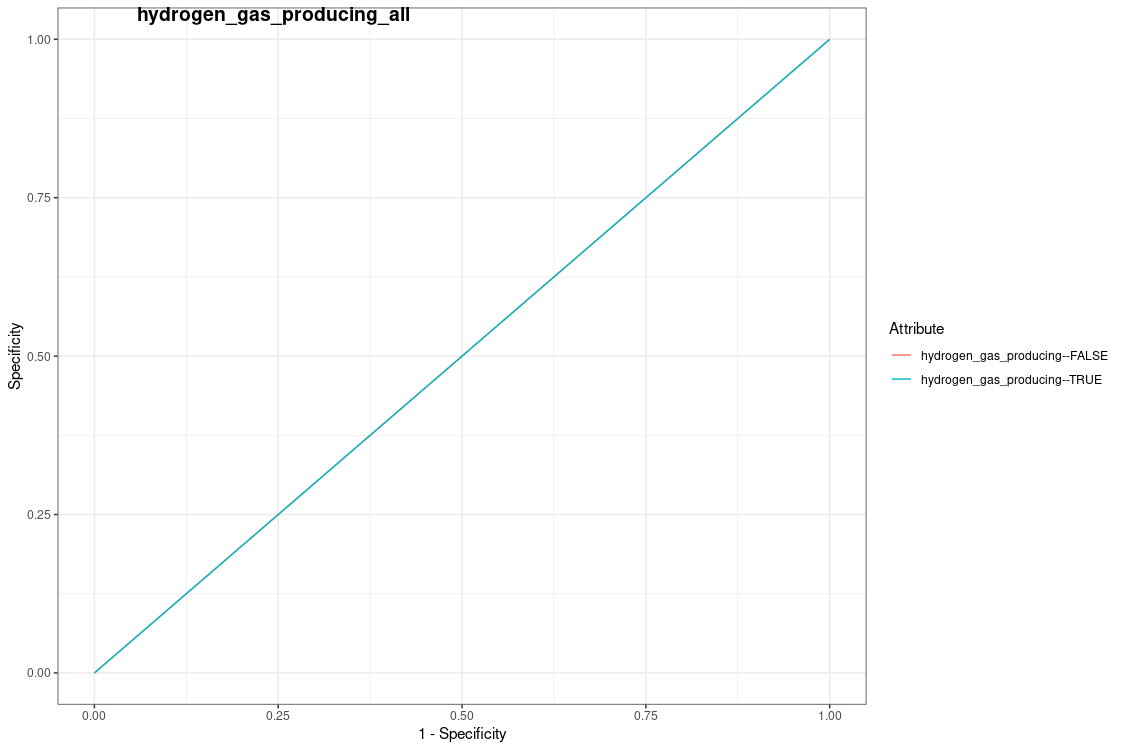 hydrogen_gas_producing_all
1.00
0.75
0.50
0.25
0.00
Specificity
0.00 0.25 0.50 0.75 1.00
1 - Specificity
Attribute
hydrogen_gas_producing--FALSE
hydrogen_gas_producing--TRUE